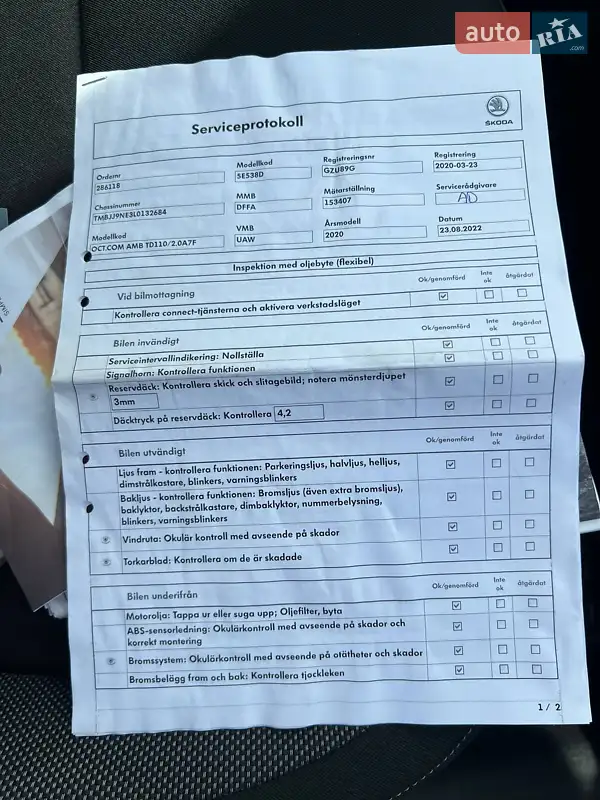 auto RIA .com
Serviceprotokoll
ŠKODA
Ordernr
286118
Modellkod
5E538D
Registreringsnr
GZU89G
Registrering
2020-03-23
Chassinummer
TMBJJ9NE3L0132684
MMB
DFFA
Mätarställning
153407
Servicerådgivare
AD
Modellkod
OCT.COM AMB TD110/2.0A7F
VMB
UAW
Årsmodell
2020
Datum
23.08.2022
Inspektion med oljebyte (flexibel)
Vid bilmottagning Ok/genomförd Inte ok åtgärdat
Kontrollera connect-tjänsterna och aktivera verkstadsläget
Bilen invändigt Ok/genomförd Inte ok åtgärdat
Serviceintervallindikering: Nollställa
Signalhorn: Kontrollera funktionen
Reservdäck: Kontrollera skick och slitagebild; notera mönsterdjupet
3mm
Däcktryck på reservdäck: Kontrollera 4,2
Bilen utvändigt Ok/genomförd Inte ok åtgärdat
Ljus fram - kontrollera funktionen: Parkeringsljus, halvljus, helljus,
dimstrålkastare, blinkers, varningsblinkers
Bakljus - kontrollera funktionen: Bromsljus (även extra bromsljus),
baklyktor, backstrålkastare, dimbaklyktor, nummerbelysning,
blinkers, varningsblinkers
Vindruta: Okulär kontroll med avseende på skador
Torkarblad: Kontrollera om de är skadade
Bilen underifrån Ok/genomförd Inte ok åtgärdat
Motorolja: Tappa ur eller suga upp; Oljefilter, byta
ABS-sensorledning: Okulärkontroll med avseende på skador och
korrekt montering
Bromssystem: Okulärkontroll med avseende på otätheter och skador
Bromsbelägg fram och bak: Kontrollera tjockleken
1 / 2